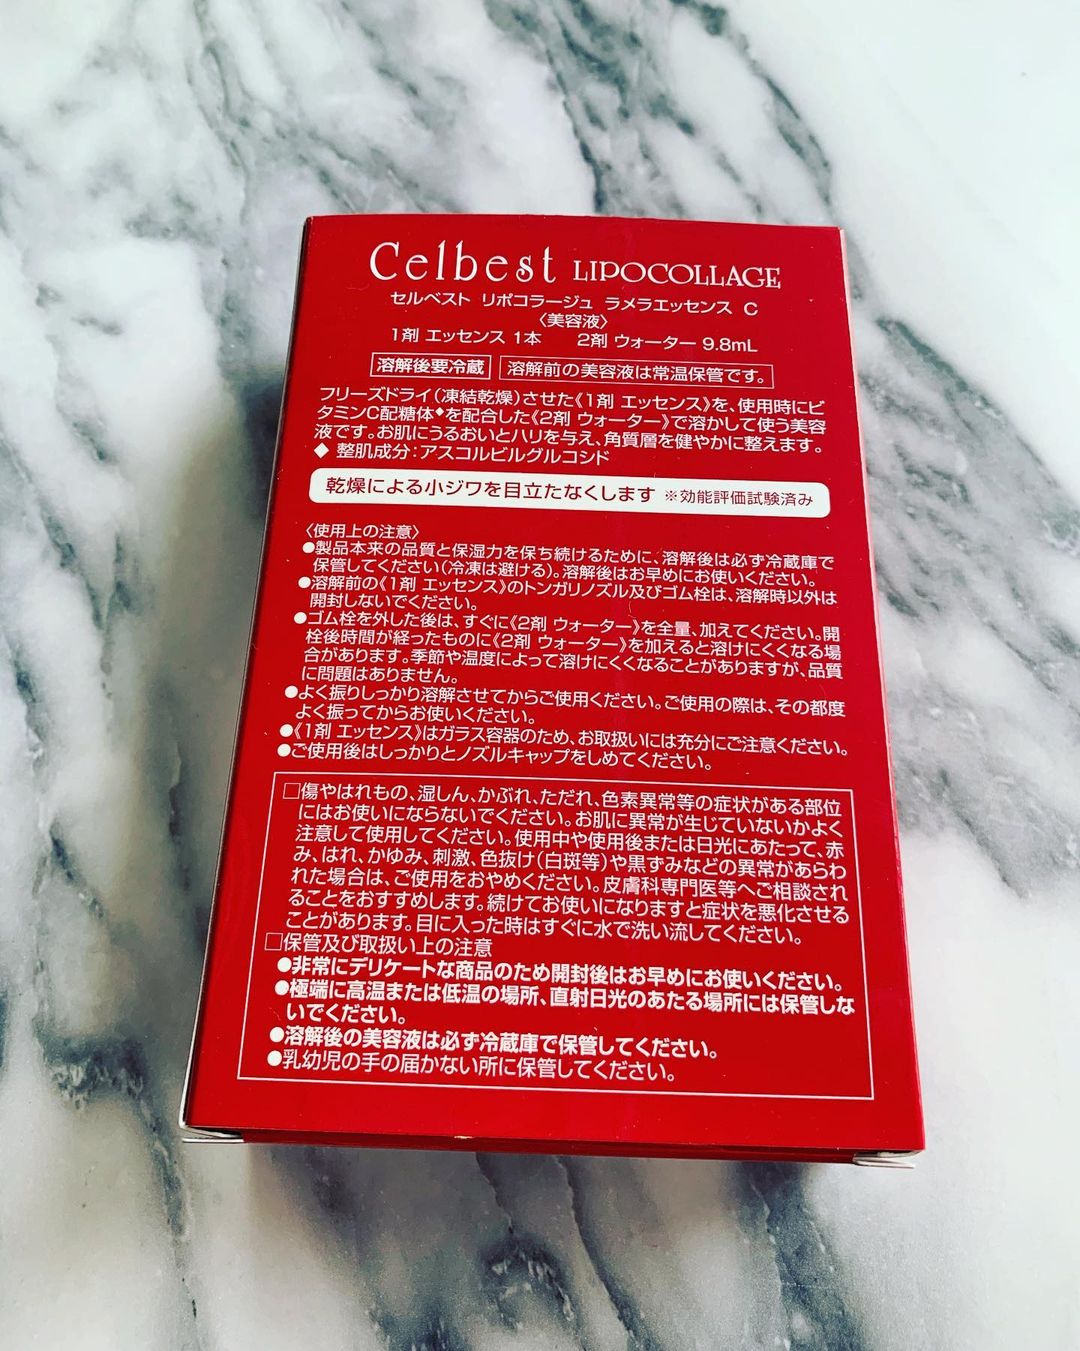 Celbest LIPOCOLLAGE
セルベスト リポコラージュ ラメラエッセンス C
〈美容液〉
1剤 エッセンス 1本　2剤 ウォーター 9.8mL
溶解後要冷蔵 溶解前の美容液は常温保管です。
フリーズドライ(凍結乾燥)させた《1剤 エッセンス》を、使用時にビ
タミンC配糖体◆を配合した《2剤 ウォーター》で溶かして使う美容
液です。お肌にうるおいとハリを与え、角質層を健やかに整えます。
◆ 整肌成分：アスコルビルグルコシド
乾燥による小ジワを目立たなくします ※効能評価試験済み
〈使用上の注意〉
●製品本来の品質と保湿力を保ち続けるために、溶解後は必ず冷蔵庫で
保管してください(冷凍は避ける)。溶解後はお早めにお使いください。
●溶解前の《1剤 エッセンス》のトンガリノズル及びゴム栓は、溶解時以外は
開封しないでください。
●ゴム栓を外した後は、すぐに《2剤 ウォーター》を全量、加えてください。開
栓後時間が経ったものに《2剤 ウォーター》を加えると溶けにくくなる場
合があります。季節や温度によって溶けにくくなることがありますが、品質
に問題はありません。
●よく振りしっかり溶解させてからご使用ください。ご使用の際は、その都度
よく振ってからお使いください。
●《1剤 エッセンス》はガラス容器のため、お取扱いには充分にご注意ください。
●ご使用後はしっかりとノズルキャップをしめてください。
□傷やはれもの、湿しん、かぶれ、ただれ、色素異常等の症状がある部位
にはお使いにならないでください。お肌に異常が生じていないかよく
注意して使用してください。使用中や使用後または日光にあたって、赤
み、はれ、かゆみ、刺激、色抜け(白斑等)や黒ずみなどの異常があらわ
れた場合は、ご使用をおやめください。皮膚科専門医等へご相談され
ることをおすすめします。続けてお使いになりますと症状を悪化させる
ことがあります。目に入った時はすぐに水で洗い流してください。
□保管及び取扱い上の注意
●非常にデリケートな商品のため開封後はお早めにお使いください。
●極端に高温または低温の場所、直射日光のあたる場所には保管しな
いでください。
●溶解後の美容液は必ず冷蔵庫で保管してください。
●乳幼児の手の届かない所に保管してください。